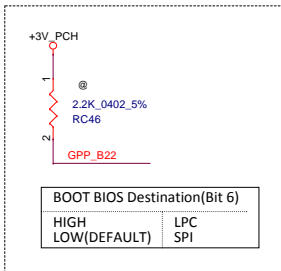 +3V_PCH
1
@
2.2K_0402_5%
RC46
2
GPP_B22
BOOT BIOS Destination(Bit 6)
HIGH LPC
LOW(DEFAULT) SPI